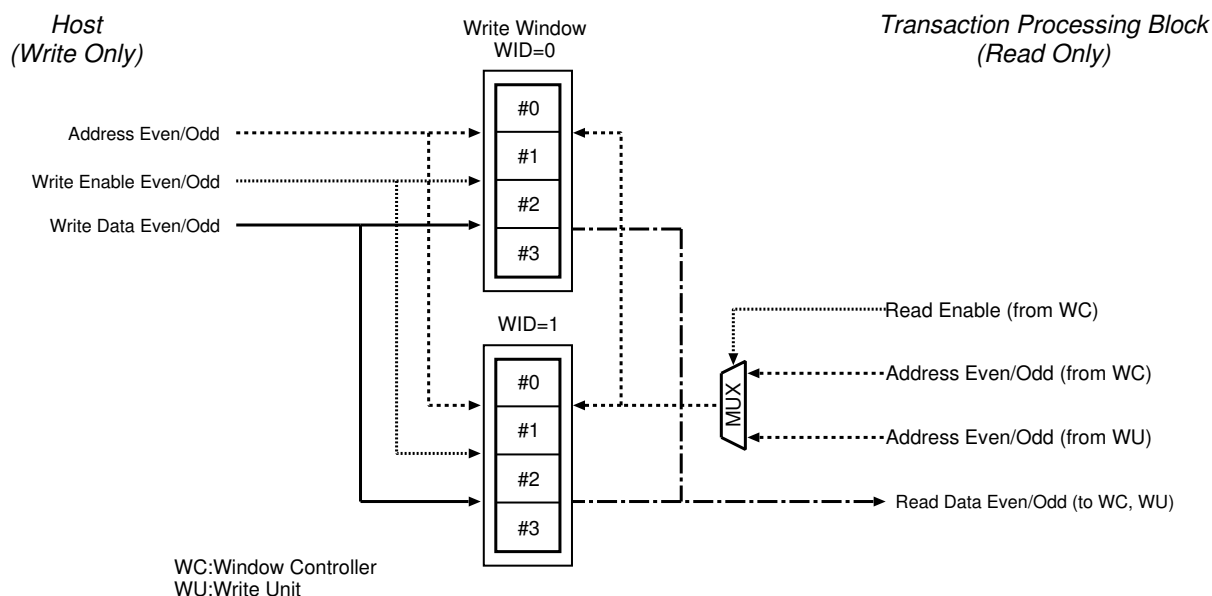 Host
(Write Only)
Write Window
WID=0
Transaction Processing Block
(Read Only)
Address Even/Odd
Write Enable Even/Odd
Write Data Even/Odd
#0
#1
#2
#3
WID=1
#0
#1
#2
#3
MUX
Read Enable (from WC)
Address Even/Odd (from WC)
Address Even/Odd (from WU)
Read Data Even/Odd (to WC, WU)
WC:Window Controller
WU:Write Unit